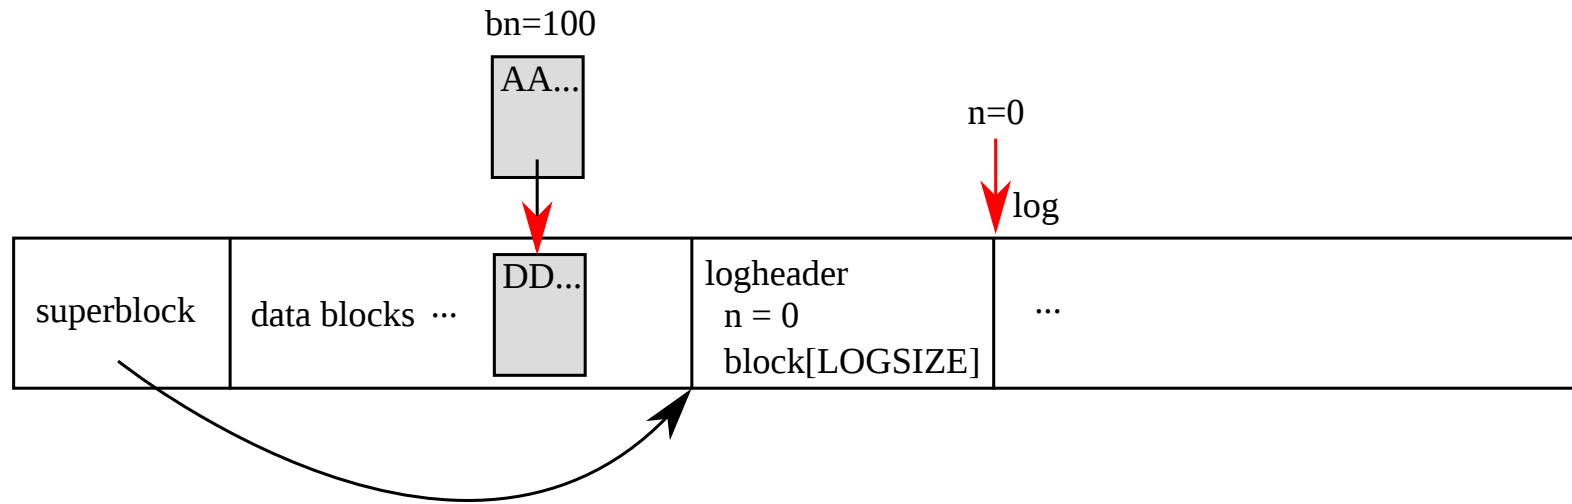 bn=100
AA...
n=0
log
superblock
data blocks ...
DD...
logheader
n = 0
block[LOGSIZE]
...